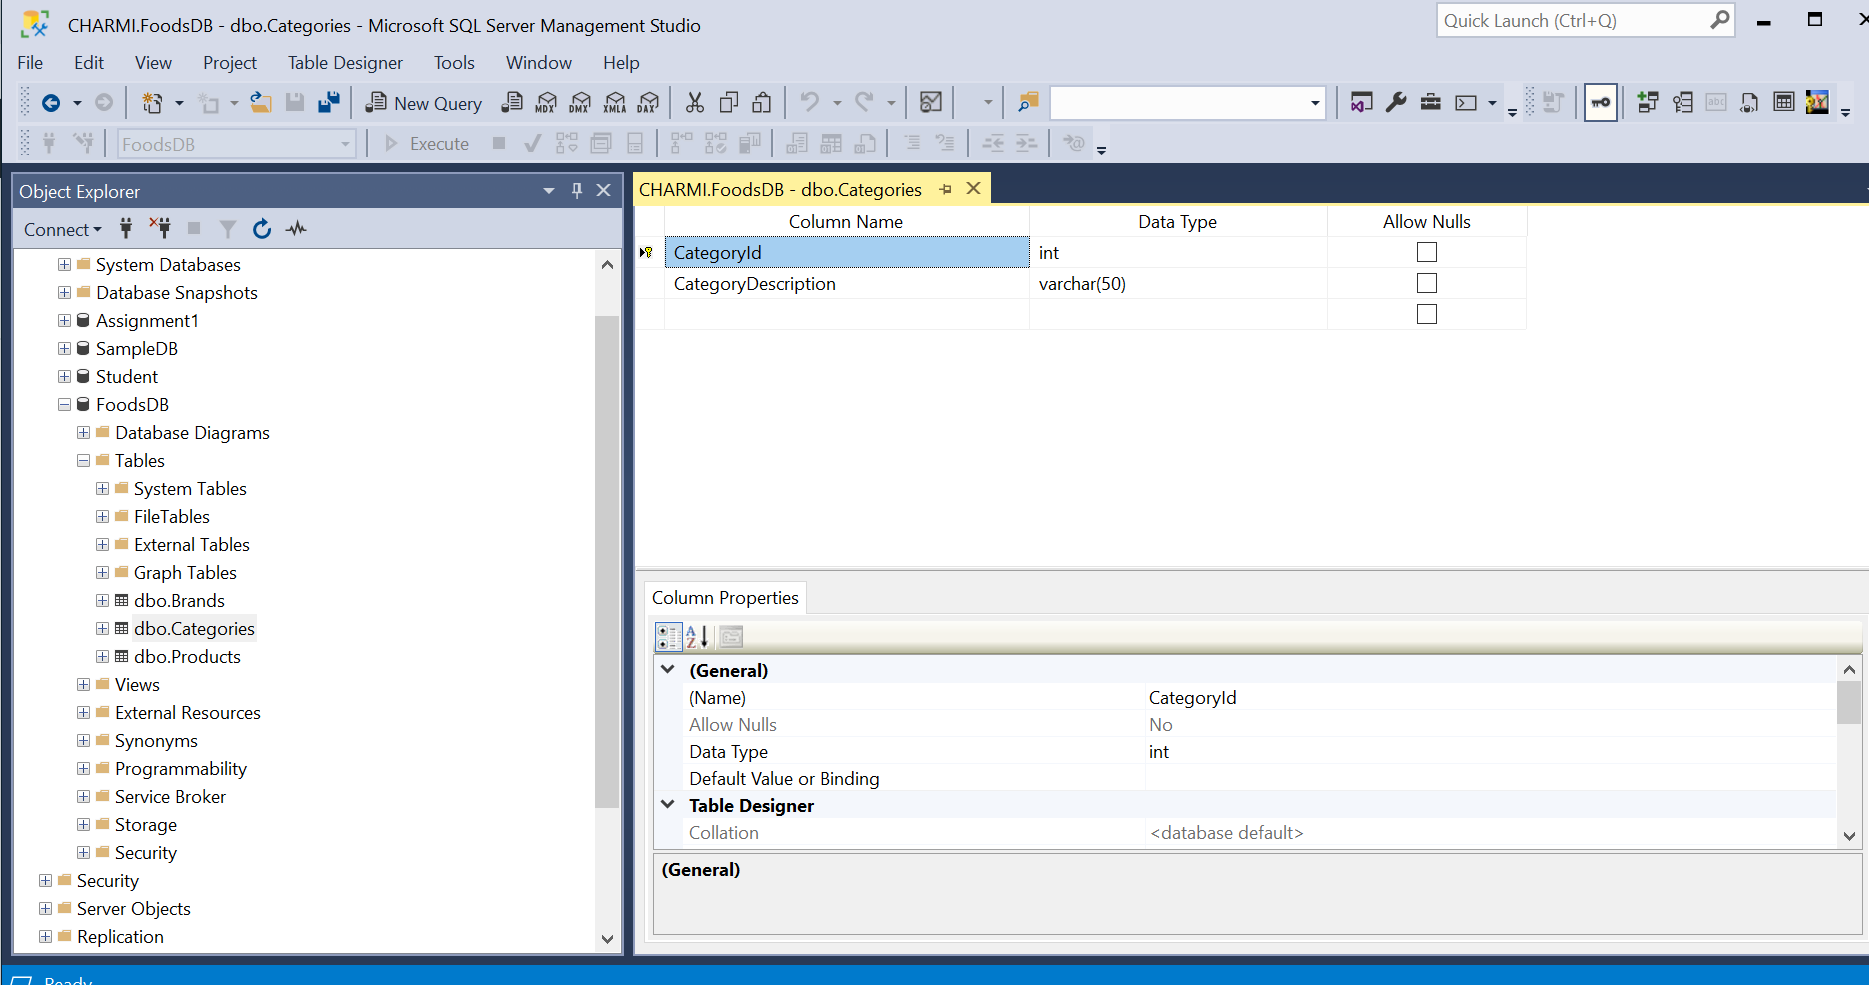 CHARMI.FoodsDB - dbo.Categories - Microsoft SQL Server Management Studio
Quick Launch (Ctrl+Q)
File Edit View Project Table Designer Tools Window Help
New Query MDX DMX XMLA DAX
abc
FoodsDB Execute
Object Explorer
Connect
System Databases
Database Snapshots
Assignment1
SampleDB
Student
FoodsDB
Database Diagrams
Tables
System Tables
FileTables
External Tables
Graph Tables
dbo.Brands
dbo.Categories
dbo.Products
Views
External Resources
Synonyms
Programmability
Service Broker
Storage
Security
Security
Server Objects
Replication
CHARMI.FoodsDB - dbo.Categories
Column Name Data Type Allow Nulls
CategoryId int
CategoryDescription varchar(50)
Column Properties
A
Z
(General)
(Name) CategoryId
Allow Nulls No
Data Type int
Default Value or Binding
Table Designer
Collation <database default>
(General)
Ready